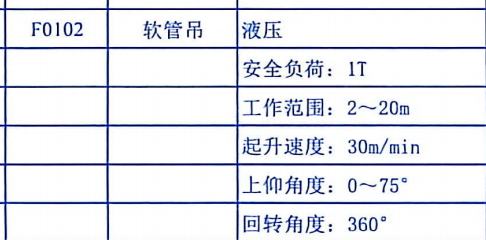 F0102 软管吊 液压
安全负荷：1T
工作范围：2～20m
起升速度：30m/min
上仰角度：0～75°
回转角度：360°